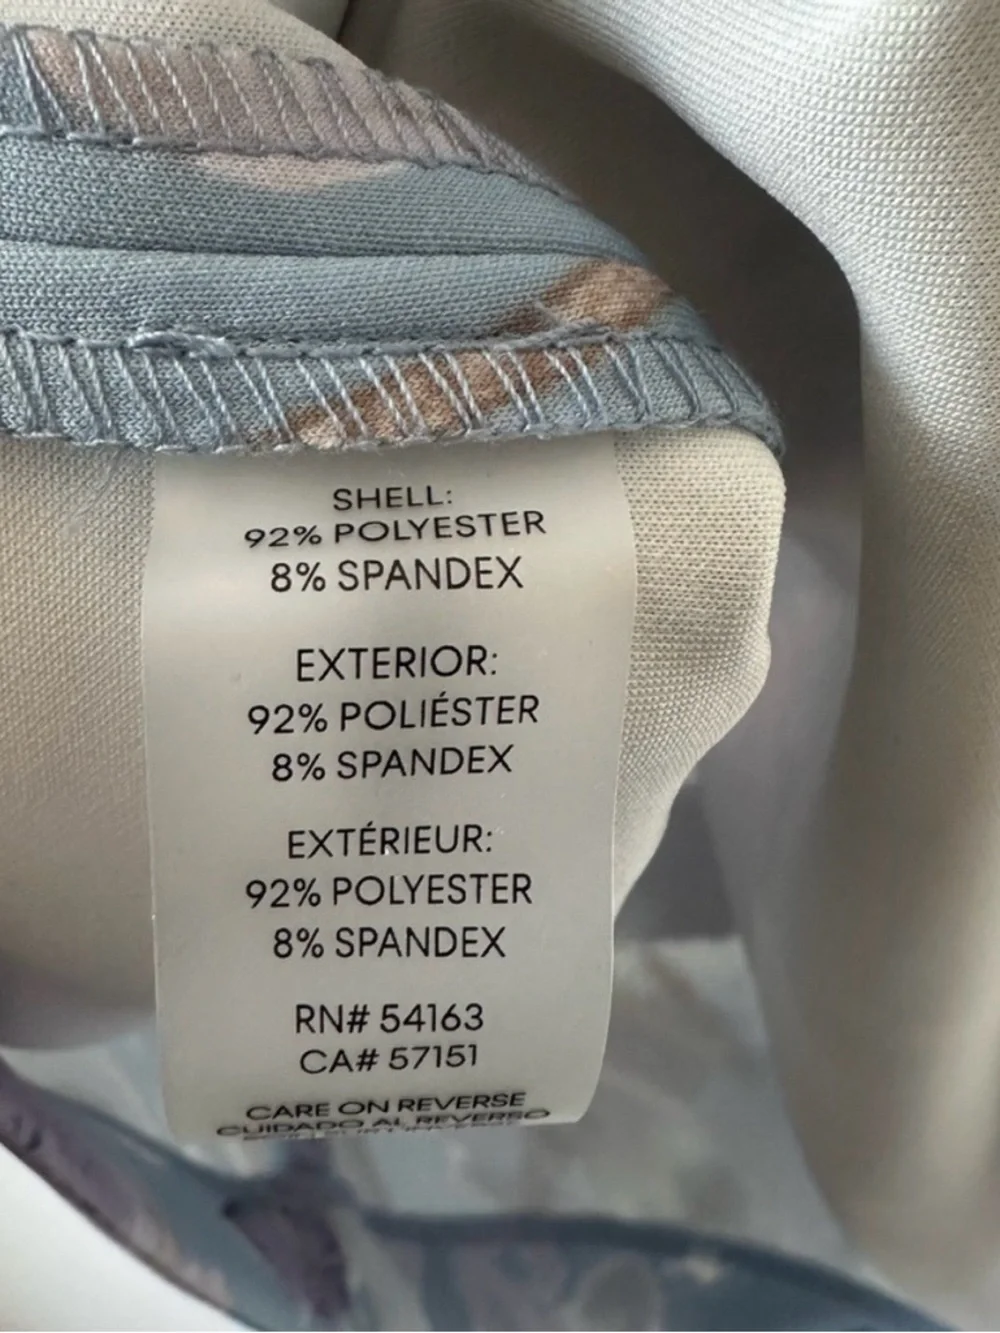 SHELL:
92% POLYESTER
8% SPANDEX
EXTERIOR:
92% POLIÉSTER
8% SPANDEX
EXTÉRIEUR:
92% POLYESTER
8% SPANDEX
RN# 54163
CA# 57151
CARE ON REVERSE
CUIDADO AL REVERSO